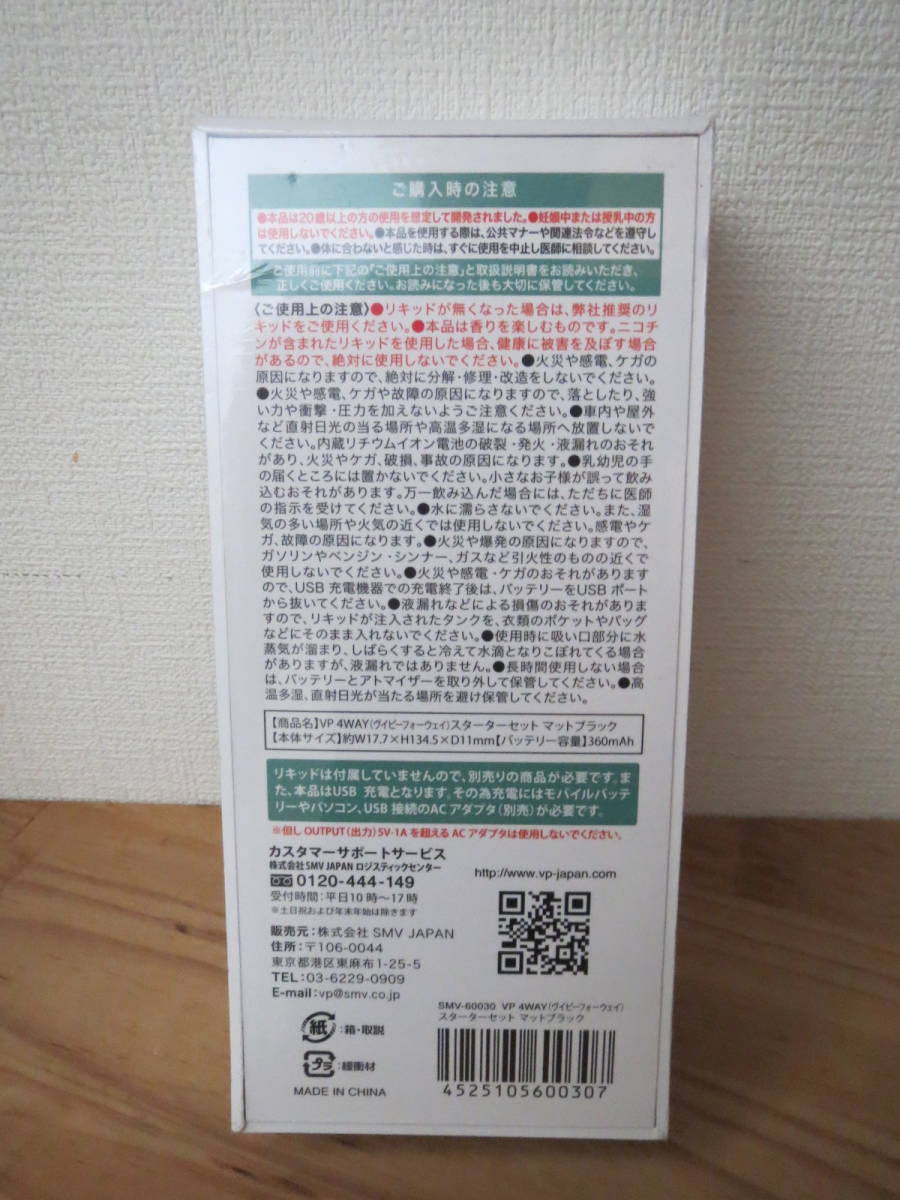 ご購入時の注意
●本品は20歳以上の方の使用を想定して開発されました。●妊娠中または授乳中の方
は使用しないでください。●本品を使用する際は、公共マナーや関連法令などを遵守し
てください。●体に合わないと感じた時は、すぐに使用を中止し医師に相談してください。
ご使用前に下記の「ご使用上の注意」と取扱説明書をお読みいただき、
正しくご使用ください。お読みになった後も大切に保管してください。
〈ご使用上の注意〉●リキッドが無くなった場合は、弊社推奨のリ
キッドをご使用ください。●本品は香りを楽しむものです。ニコチ
ンが含まれたリキッドを使用した場合、健康に被害を及ぼす場合
があるので、絶対に使用しないでください。●火災や感電、ケガの
原因になりますので、絶対に分解・修理・改造をしないでください。
●火災や感電、ケガや故障の原因になりますので、落としたり、強
い力や衝撃・圧力を加えないようご注意ください。●車内や屋外
など直射日光の当る場所や高温多湿になる場所へ放置しないで
ください。内蔵リチウムイオン電池の破裂・発火・液漏れのおそれ
があり、火災やケガ、破損、事故の原因になります。●乳幼児の手
の届くところには置かないでください。小さなお子様が誤って飲み
込むおそれがあります。万一飲み込んだ場合には、ただちに医師
の指示を受けてください。●水に濡らさないでください。また、湿
気の多い場所や火気の近くでは使用しないでください。感電やケ
ガ、故障の原因になります。●火災や爆発の原因になりますので、
ガソリンやベンジン・シンナー、ガスなど引火性のものの近くで
使用しないでください。●火災や感電・ケガのおそれがあります
ので、USB 充電機器での充電終了後は、バッテリーをUSB ポート
から抜いてください。●液漏れなどによる損傷のおそれがありま
すので、リキッドが注入されたタンクを、衣類のポケットやバッグ
などにそのまま入れないでください。●使用時に吸い口部分に水
蒸気が溜まり、しばらくすると冷えて水滴となりこぼれてくる場合
がありますが、液漏れではありません。●長時間使用しない場合
は、バッテリーとアトマイザーを取り外して保管してください。●高
温多湿、直射日光が当たる場所を避け保管してください。
【商品名】VP 4WAY（ヴイピーフォーウェイ）スターターセット マットブラック
【本体サイズ】約W17.7×H134.5×D11mm【バッテリー容量】360mAh
リキッドは付属していませんので、別売りの商品が必要です。ま
た、本品はUSB 充電となります。その為充電にはモバイルバッテ
リーやパソコン、USB 接続のAC アダプタ（別売）が必要です。
※但し OUTPUT（出力）5V-1A を超える AC アダプタは使用しないでください。
カスタマーサポートサービス
株式会社 SMV JAPAN ロジスティックセンター
0120-444-149
受付時間：平日10時〜17時
※土日祝および年末年始は除きます
http://www.vp-japan.com
販売元：株式会社 SMV JAPAN
住所：〒106-0044
東京都港区東麻布1-25-5
TEL：03-6229-0909
E-mail：vp@smv.co.jp
SMV-60030 VP 4WAY（ヴイピーフォーウェイ）
スターターセット マットブラック
紙：箱・取説
プラ：緩衝材
MADE IN CHINA
4525105600307